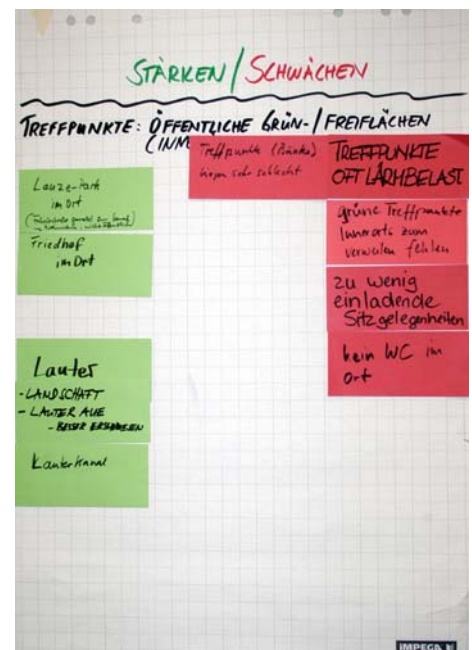 STÄRKEN / SCHWÄCHEN
TREFFPUNKTE: ÖFFENTLICHE GRÜN-/FREIFLÄCHEN
(INN
Treffpunkte (Bänke)
sehr schlecht
TREFFPUNKTE
OFT LÄRMBELAST
grüne Treffpunkte
Innerorts zum
verweilen fehlen
zu wenig
einladende
Sitzgelegenheiten
kein WC im
Ort
Lauze-Park
im Ort
Friedhof
im Ort
Lauter
- LANDSCHAFT
- LAUTER AUE
- BESSER
Lauterkanal
IMPEGA